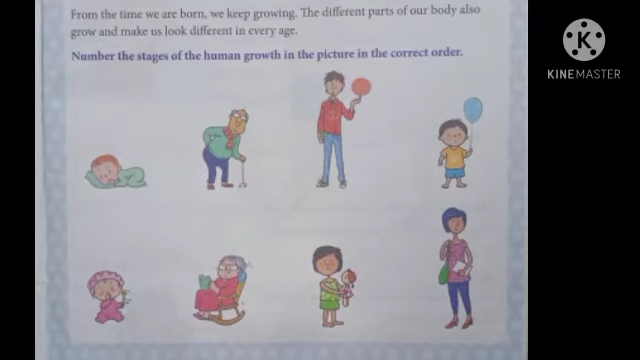 From the time we are born, we keep growing. The different parts of our body also
grow and make us look different in every age.
Number the stages of the human growth in the picture in the correct order.
K
KINEMASTER